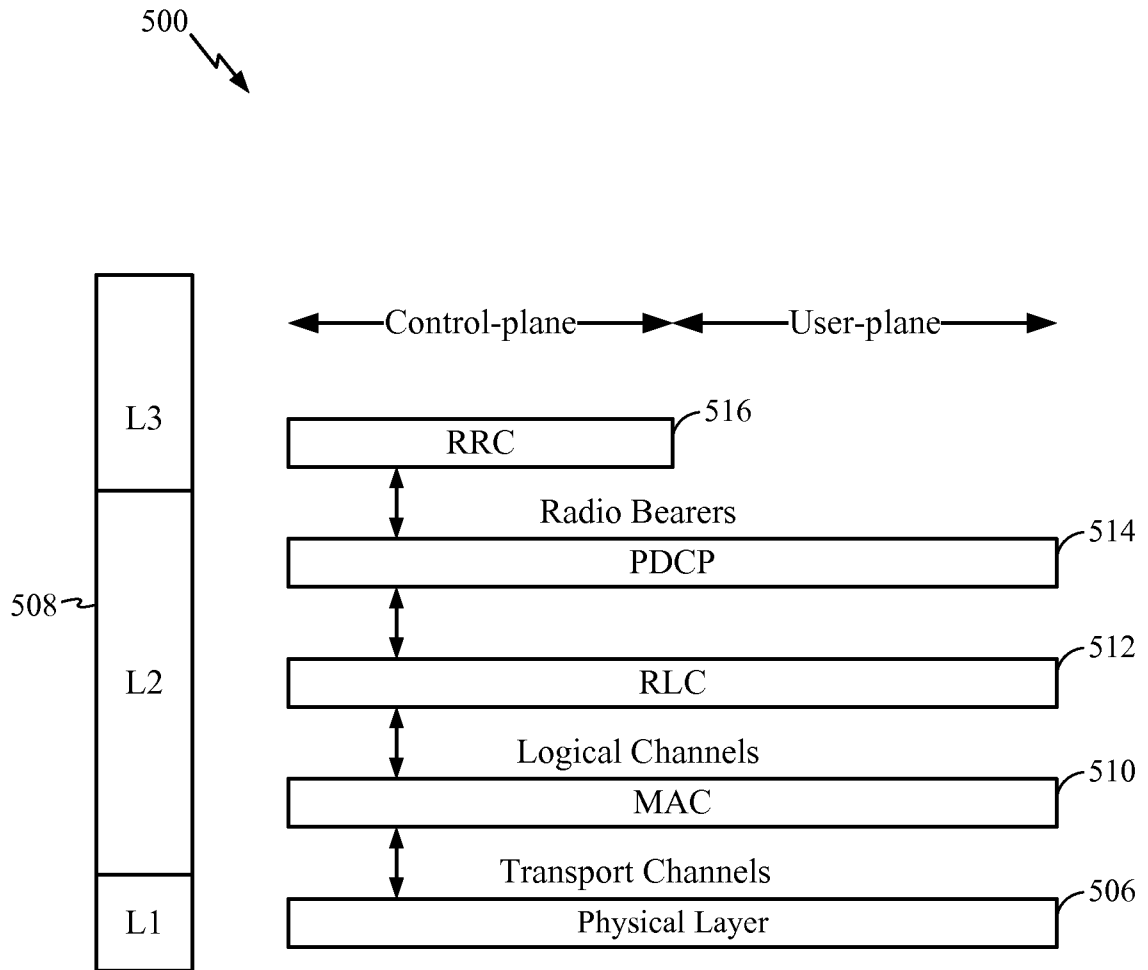 500
Control-plane User-plane
L3
RRC
516
Radio Bearers
PDCP
514
508
L2
RLC
512
Logical Channels
MAC
510
Transport Channels
L1
Physical Layer
506